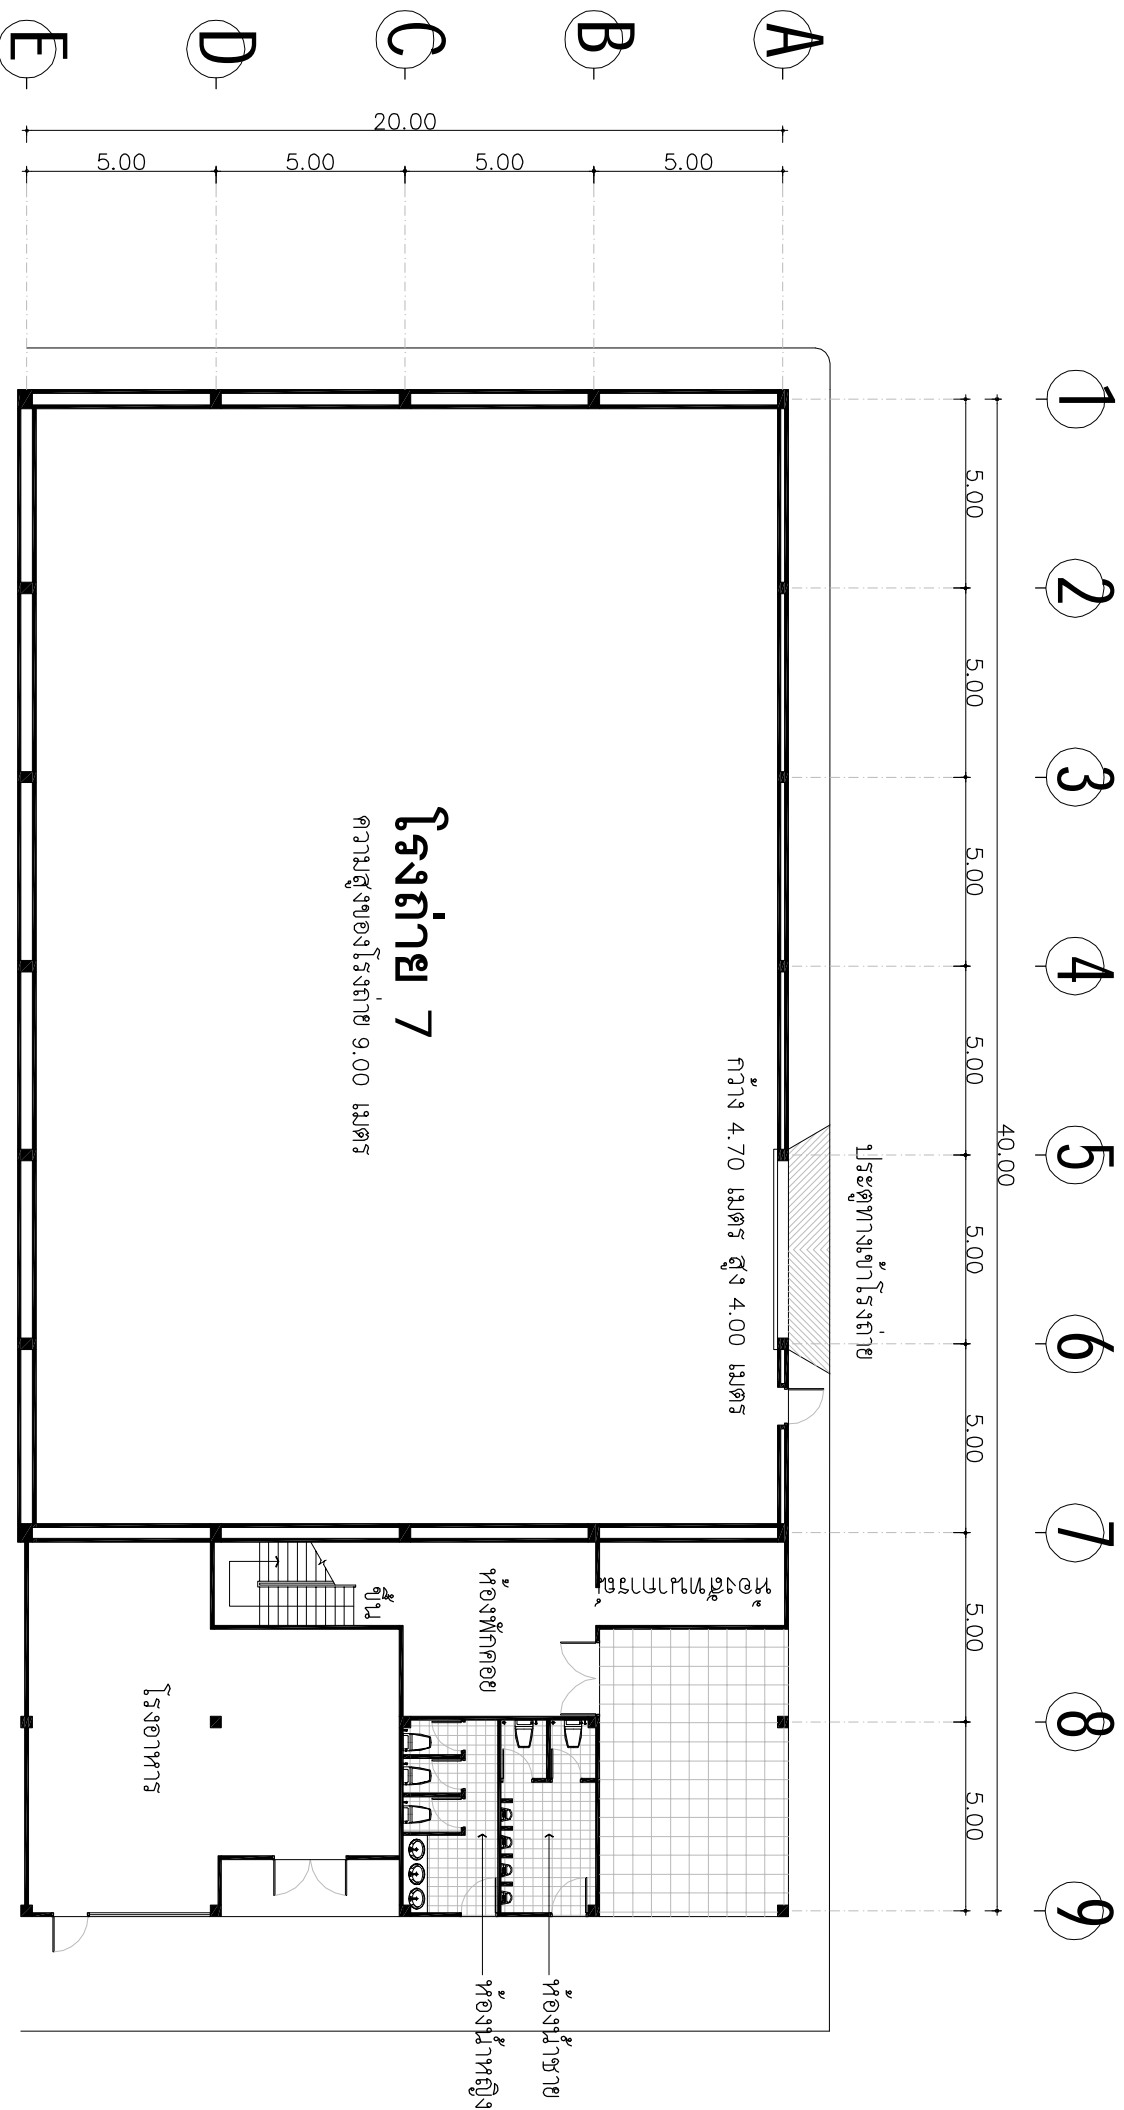 A
B
C
D
E
20.00
5.00
5.00
5.00
5.00
1
2
3
4
5
6
7
8
9
40.00
5.00
5.00
5.00
5.00
5.00
5.00
5.00
5.00
ประตูทางเข้าโรงถ่าย
กว้าง 4.70 เมตร สูง 4.00 เมตร
โรงถ่าย 7
ความสูงของโรงถ่าย 9.00 เมตร
ห้องสันทนาการ
ห้องพักคอย
ขึ้น
โรงอาหาร
ห้องน้ำชาย
ห้องน้ำหญิง